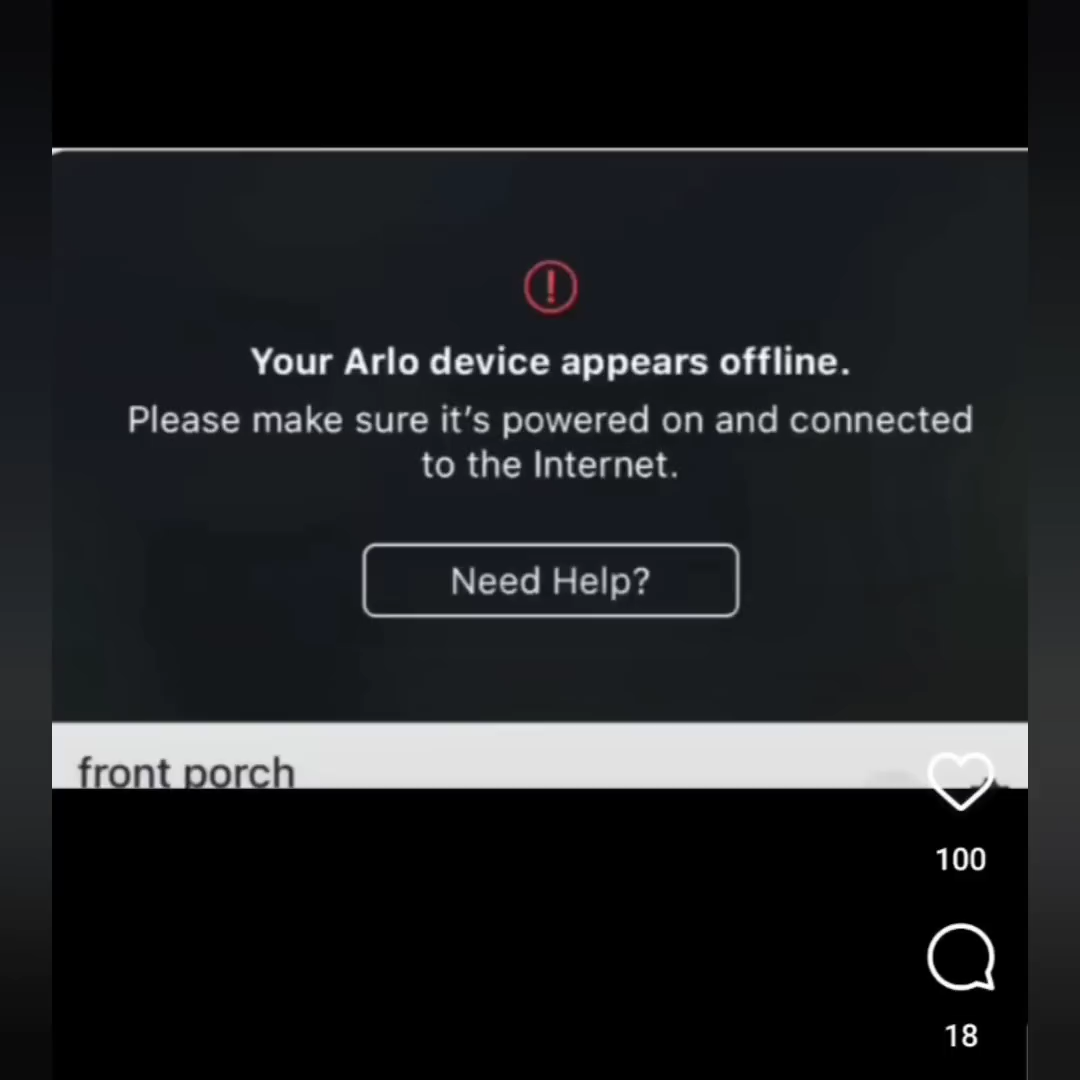 Your Arlo device appears offline.
Please make sure it's powered on and connected
to the Internet.
Need Help?
front porch
100
18